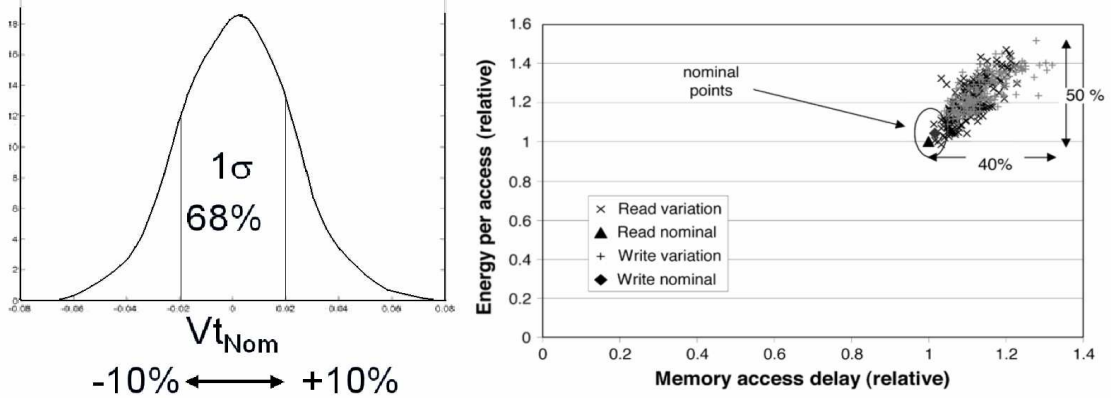 18
16
14
12
10
8
6
4
2
0
-0.08 -0.06 -0.04 -0.02 0 0.02 0.04 0.06 0.08
1σ
68%
VtNom
-10% +10%
Energy per access (relative)
1.6
1.4
1.2
1
0.8
0.6
0.4
0.2
0
0 0.2 0.4 0.6 0.8 1 1.2 1.4
Memory access delay (relative)
nominal
points
50 %
40%
Read variation
Read nominal
Write variation
Write nominal